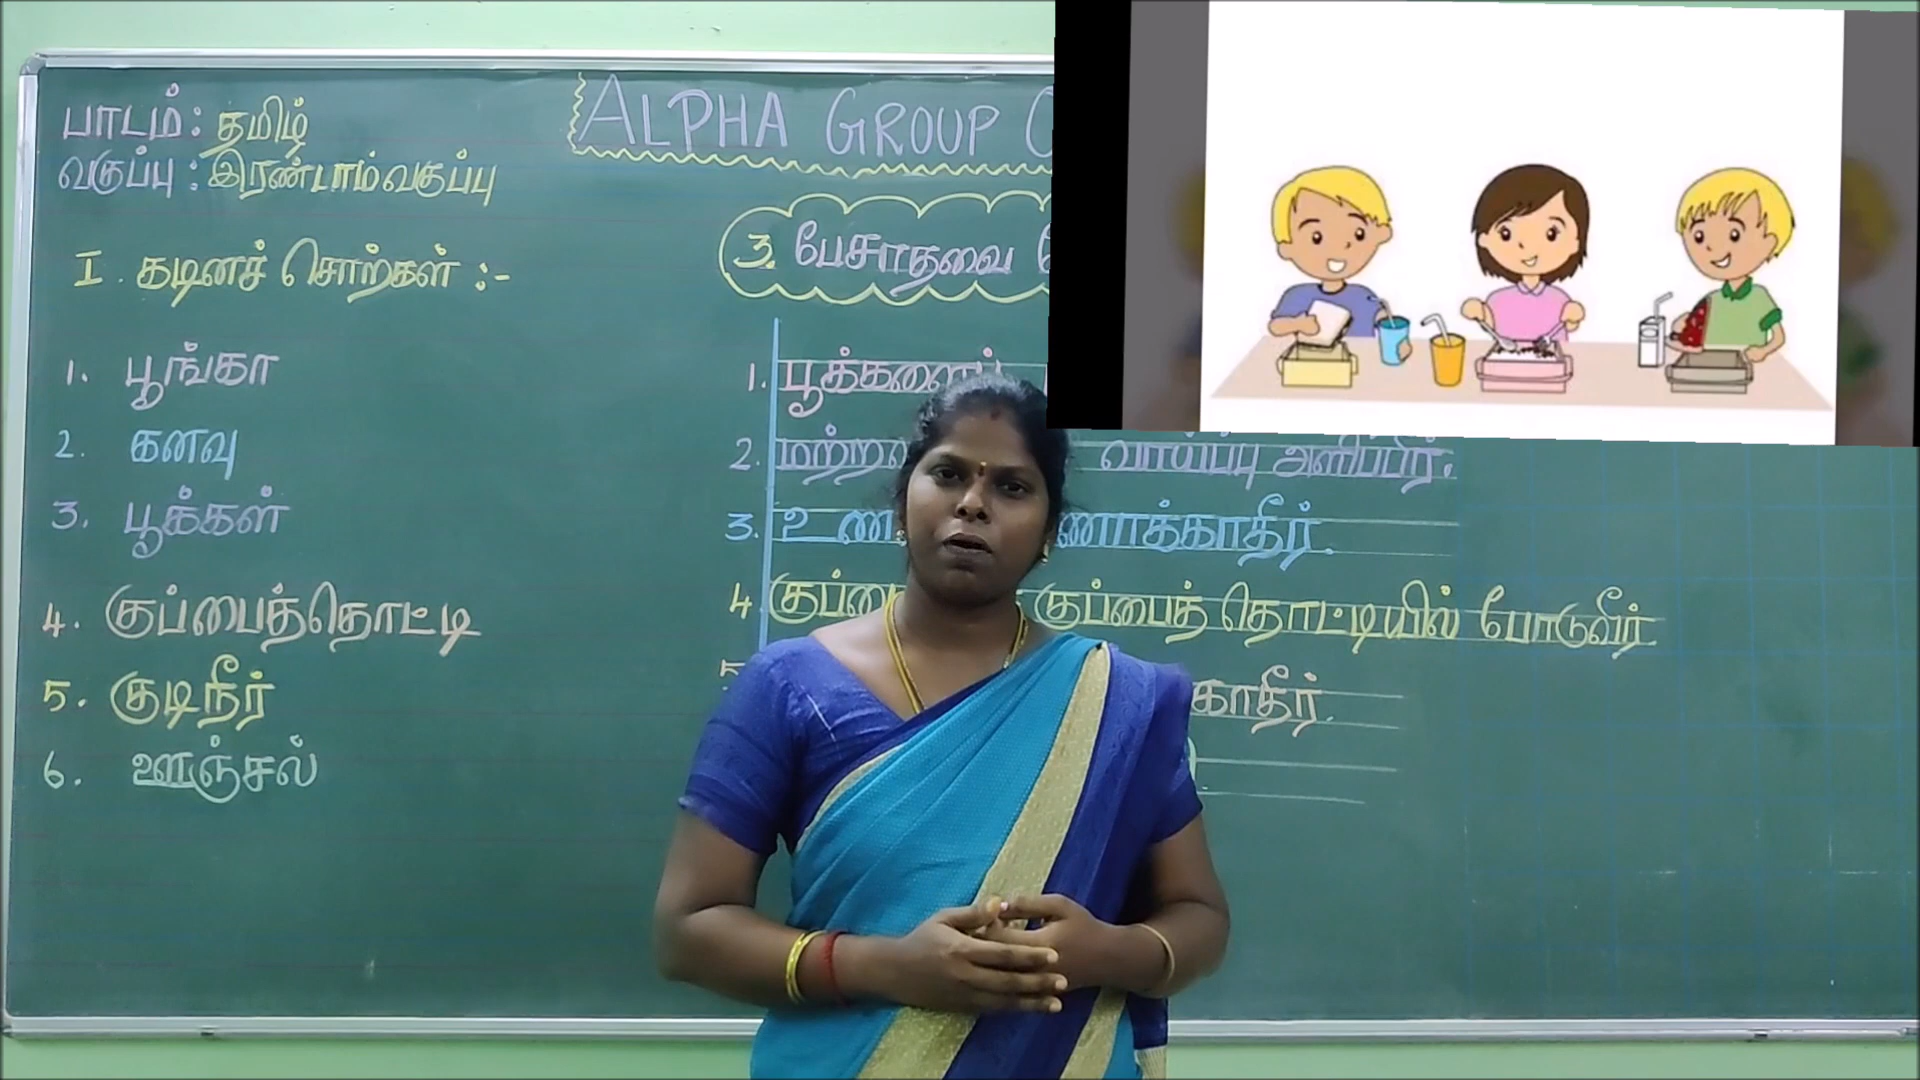 பாடம் : தமிழ்
வகுப்பு : இரண்டாம் வகுப்பு
I . கடினச் சொற்கள் :-
1. பூங்கா
2. கனவு
3. பூக்கள்
4. குப்பைத்தொட்டி
5. குடிநீர்
6. ஊஞ்சல்
ALPHA GROUP
3. பேசாதவை
1. பூக்களைப்
2. வாய்ப்பு அளிப்பீர்.
3.
4 குப்பைத் தொட்டியில் போடுவீர்.
5